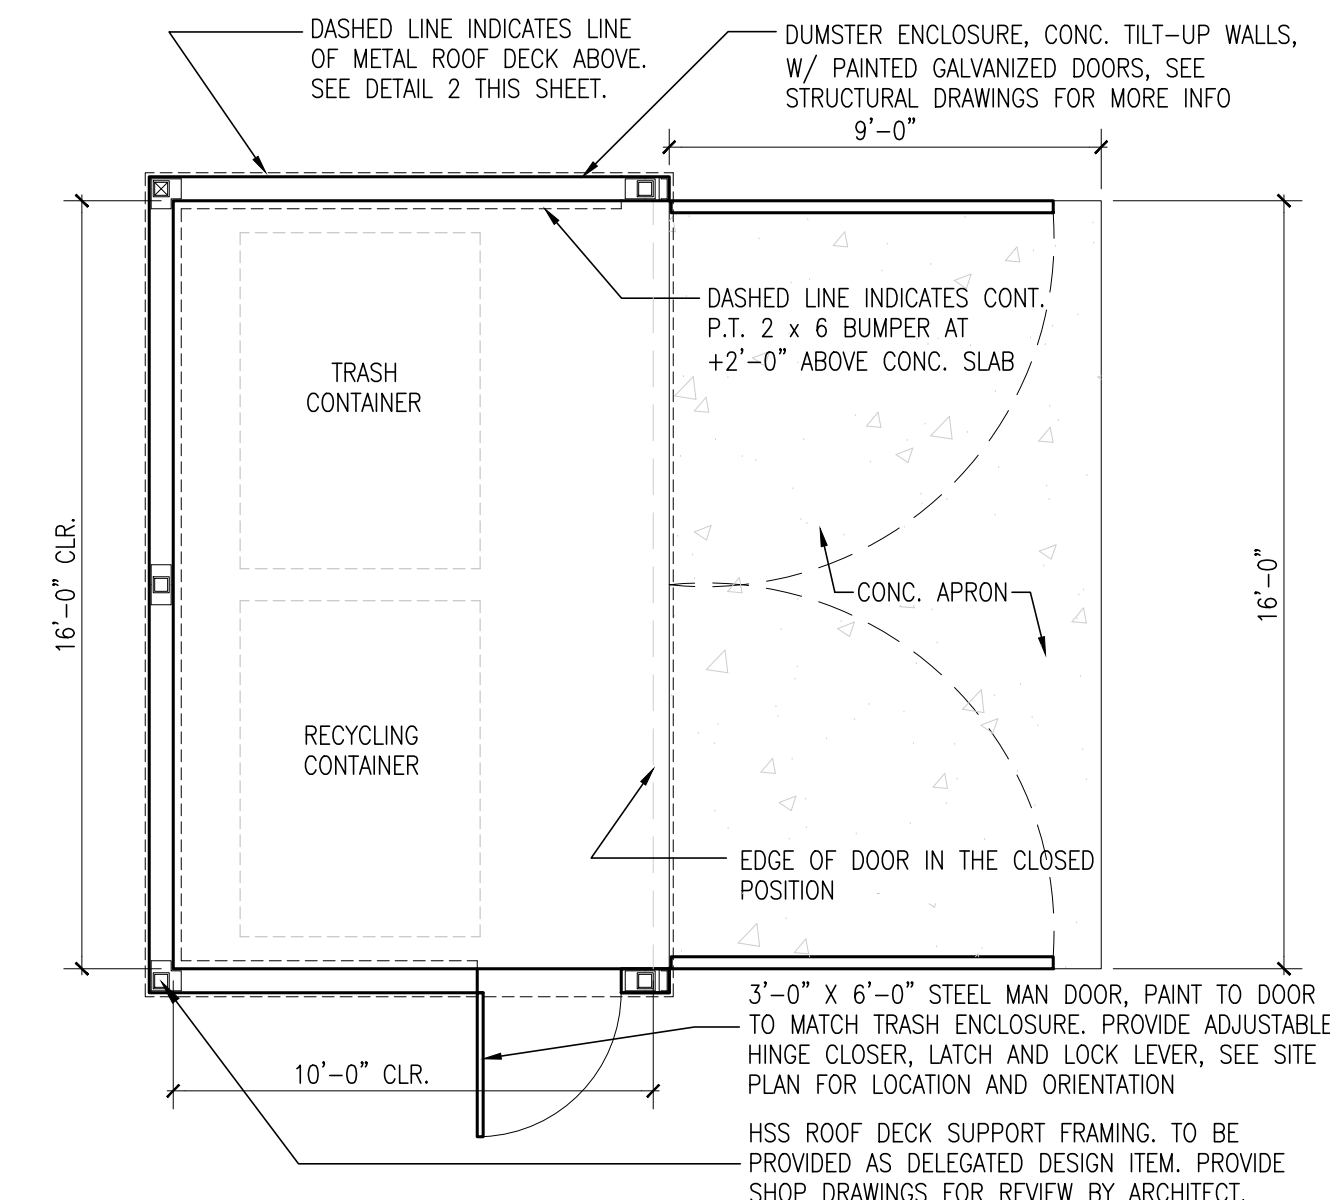 DASHED LINE INDICATES LINE
OF METAL ROOF DECK ABOVE.
SEE DETAIL 2 THIS SHEET.
DUMSTER ENCLOSURE, CONC. TILT-UP WALLS,
W/ PAINTED GALVANIZED DOORS, SEE
STRUCTURAL DRAWINGS FOR MORE INFO
9'-0"
DASHED LINE INDICATES CONT.
P.T. 2 x 6 BUMPER AT
+2'-0" ABOVE CONC. SLAB
TRASH
CONTAINER
16'-0" CLR.
CONC. APRON
16'-0"
RECYCLING
CONTAINER
EDGE OF DOOR IN THE CLOSED
POSITION
3'-0" X 6'-0" STEEL MAN DOOR, PAINT TO DOOR
TO MATCH TRASH ENCLOSURE. PROVIDE ADJUSTABLE
HINGE CLOSER, LATCH AND LOCK LEVER, SEE SITE
PLAN FOR LOCATION AND ORIENTATION
10'-0" CLR.
HSS ROOF DECK SUPPORT FRAMING. TO BE
PROVIDED AS DELEGATED DESIGN ITEM. PROVIDE
SHOP DRAWINGS FOR REVIEW BY ARCHITECT.